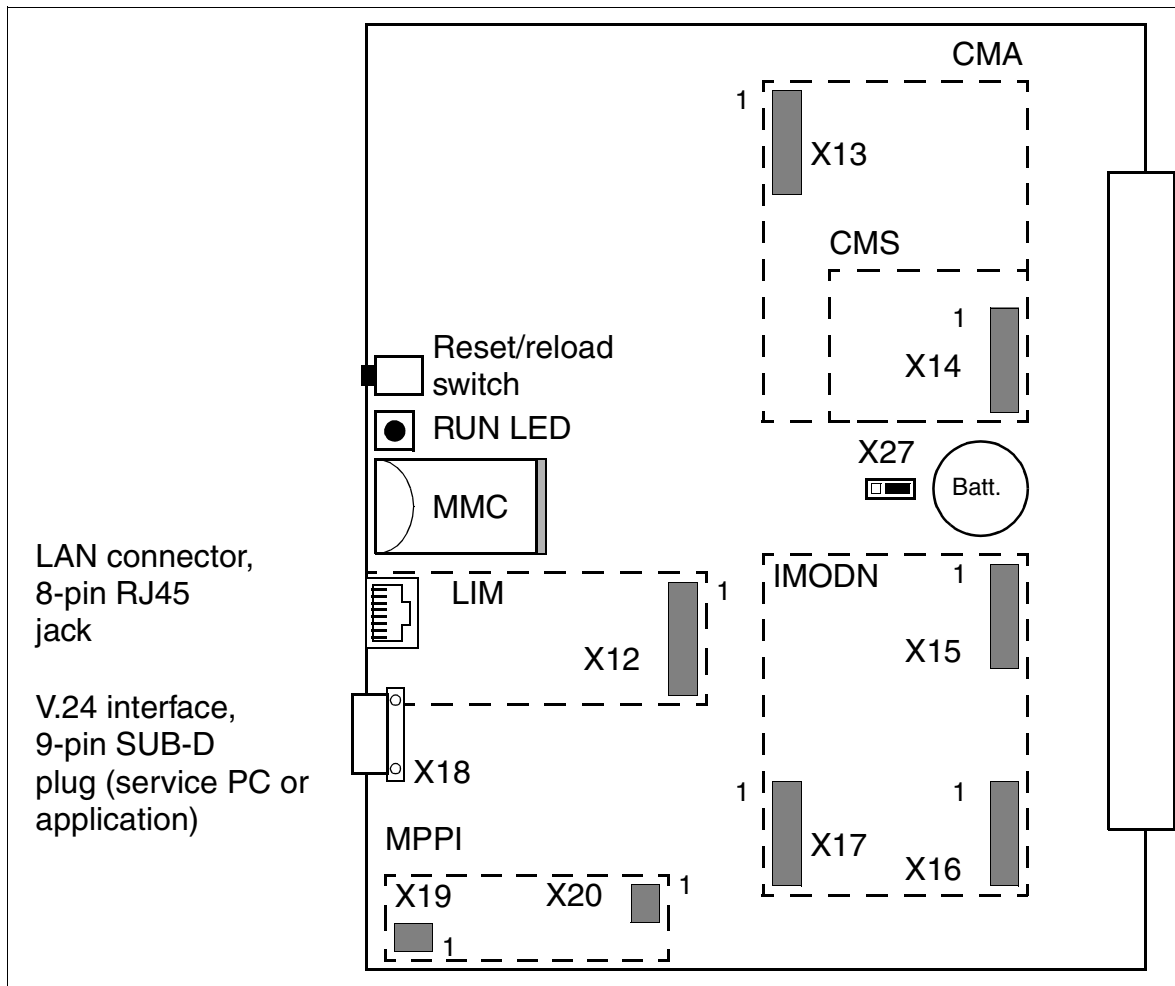 CMA
1
X13
CMS
1
X14
Reset/reload
switch
RUN LED
X27
Batt.
MMC
LAN connector,
8-pin RJ45
jack
LIM
1
X12
IMODN
1
X15
V.24 interface,
9-pin SUB-D
plug (service PC or
application)
X18
1
X17
1
X16
MPPI
X19
1
X20
1